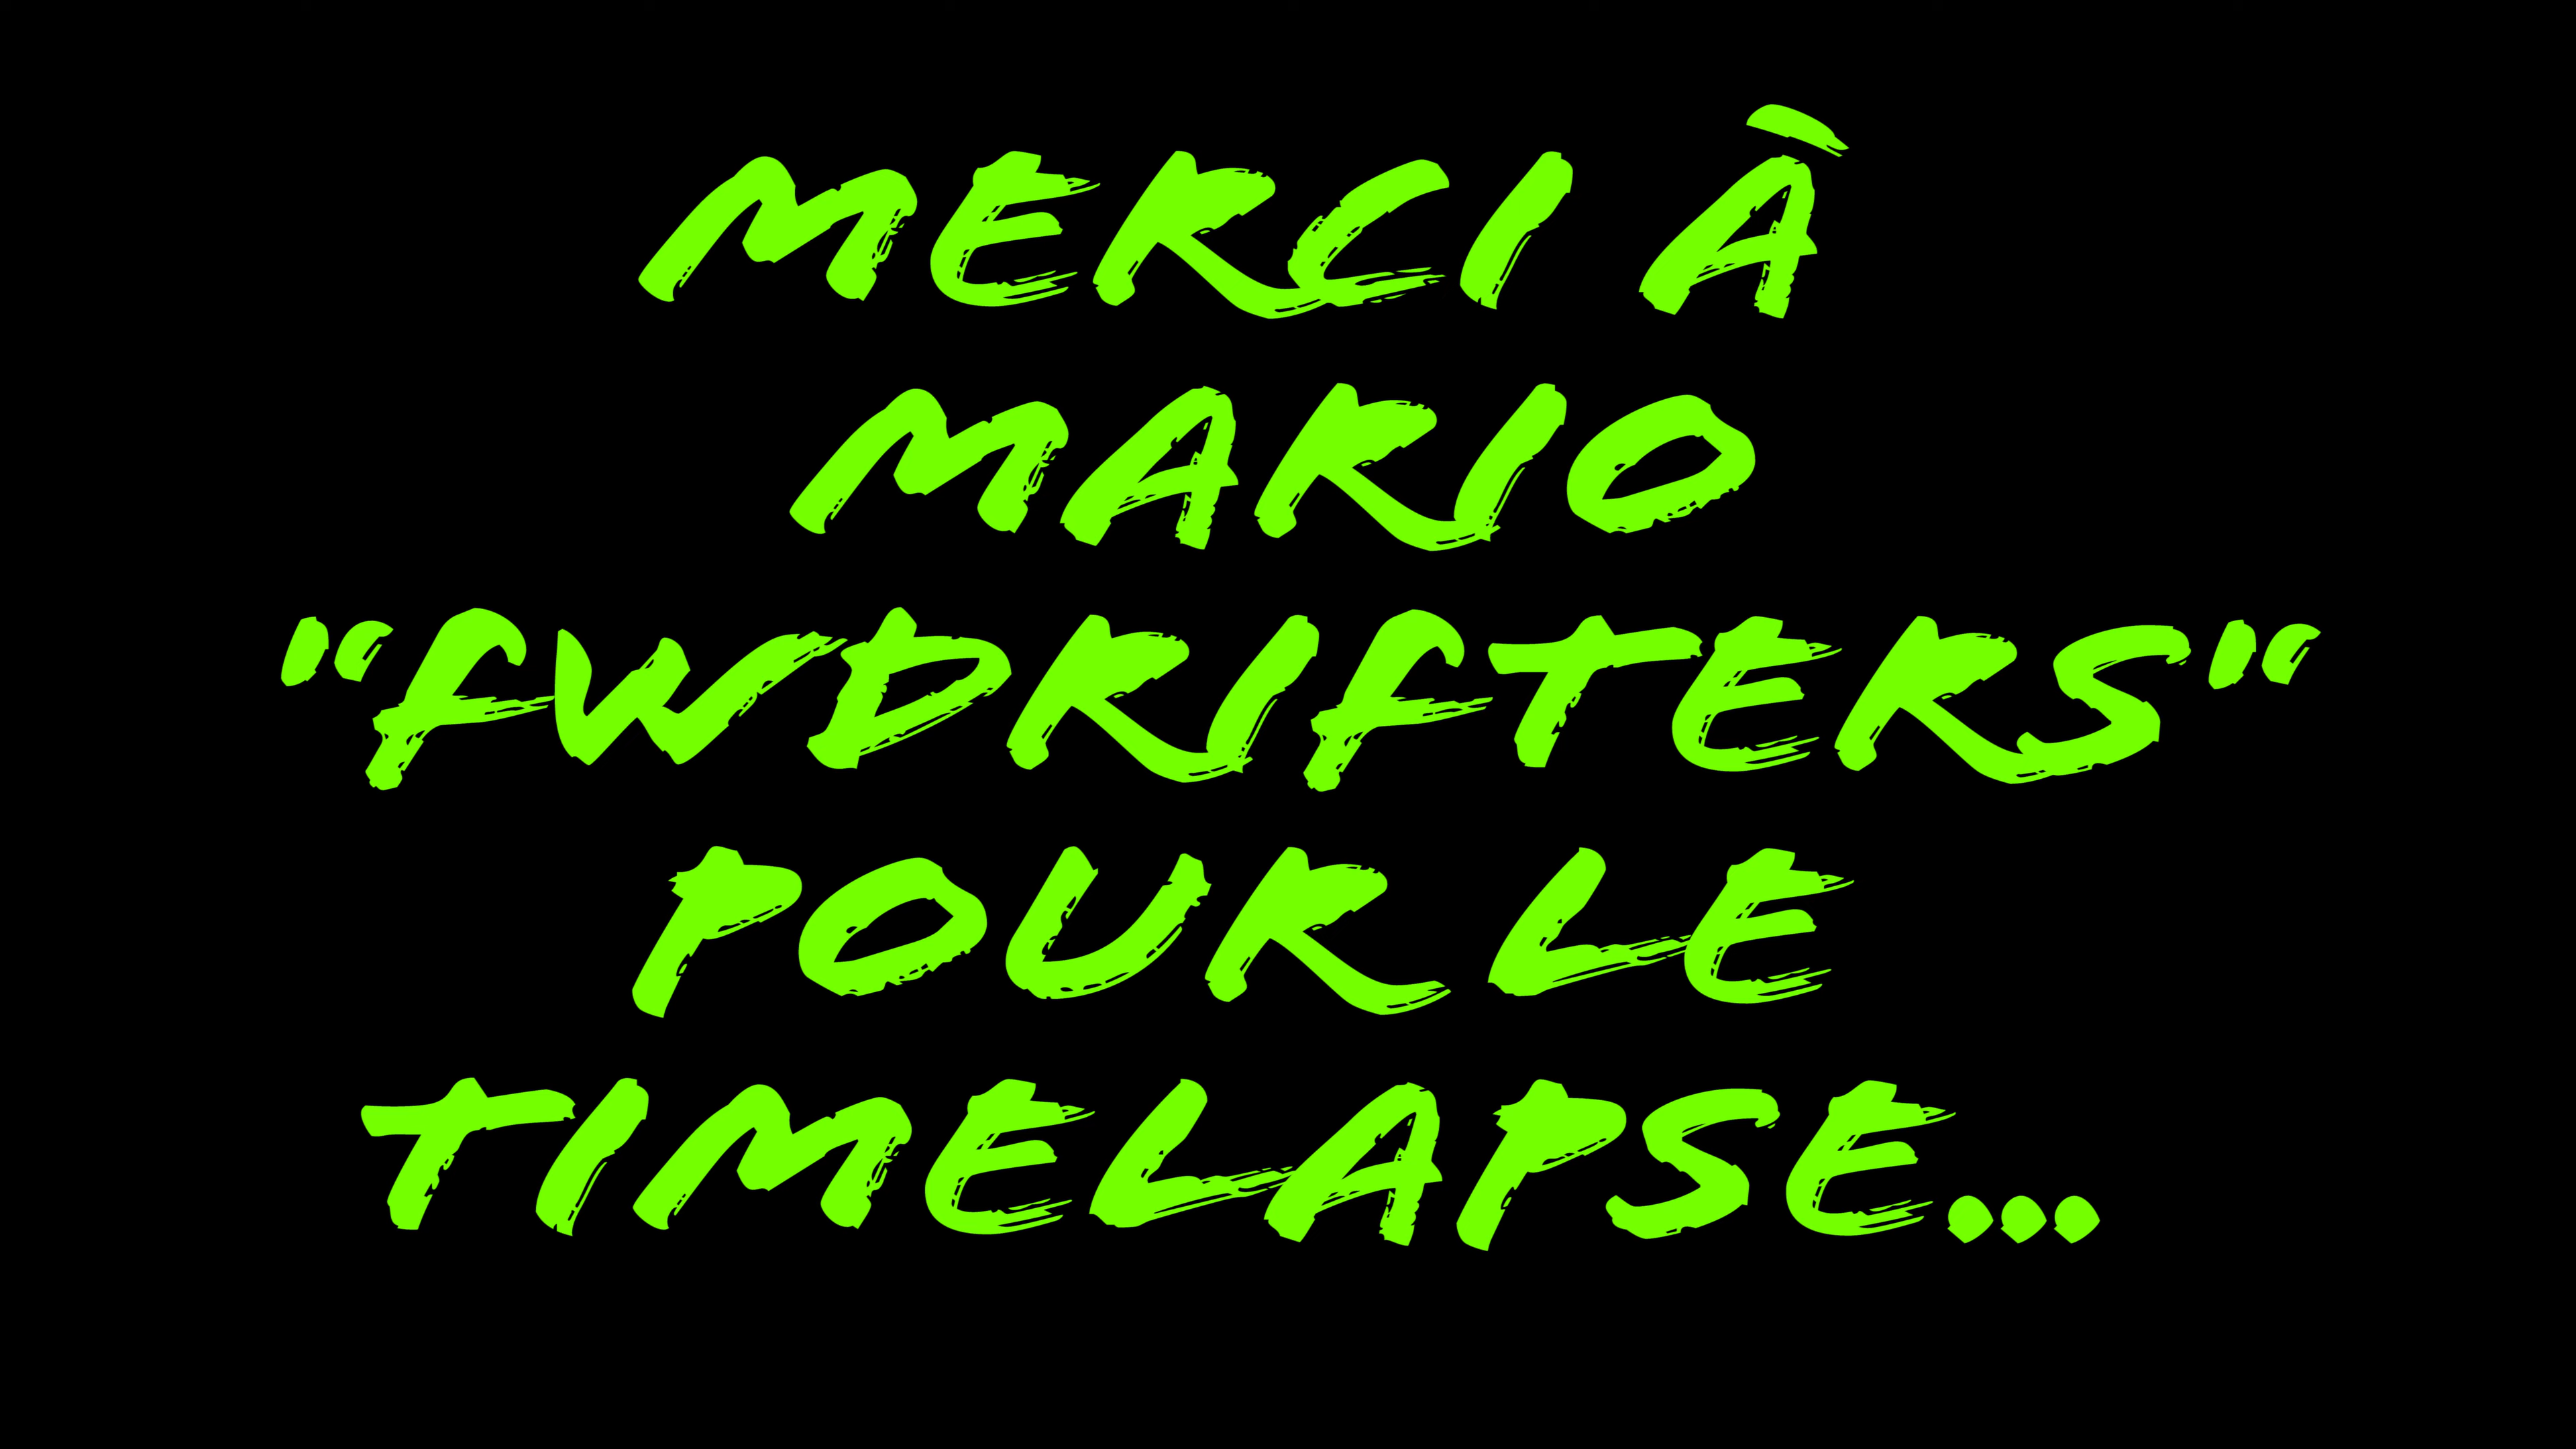 MERCI À
MARIO
"FWDRIFTERS"
POUR LE
TIMELAPSE...